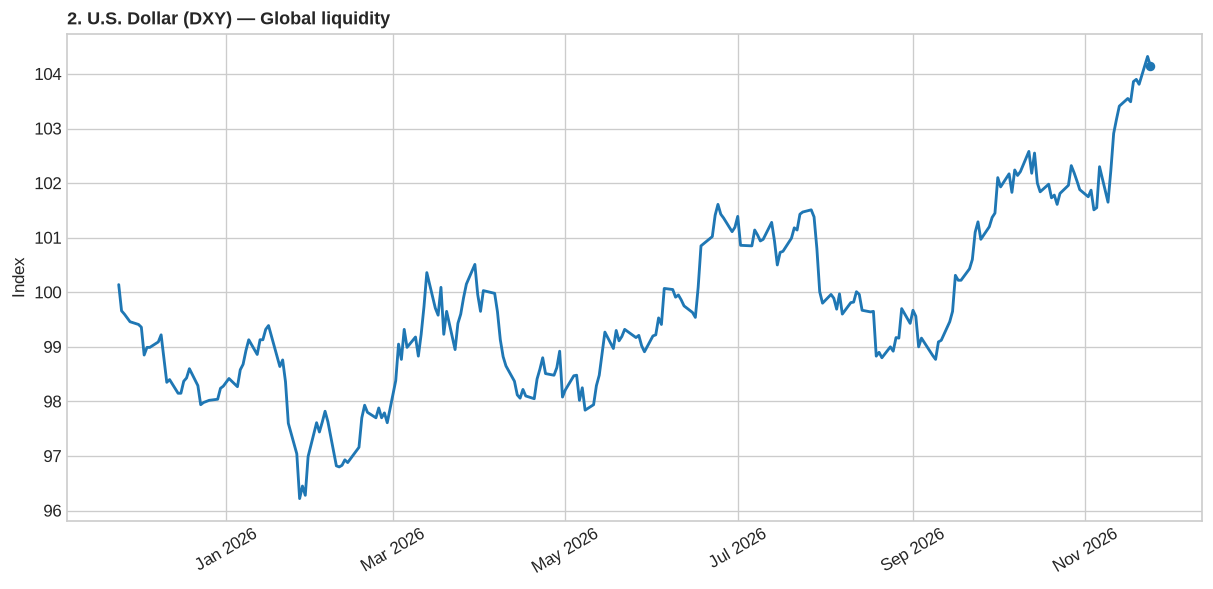 2. U.S. Dollar (DXY) — Global liquidity
104
103
102
101
100
99
98
97
96
Index
Jan 2026
Mar 2026
May 2026
Jul 2026
Sep 2026
Nov 2026